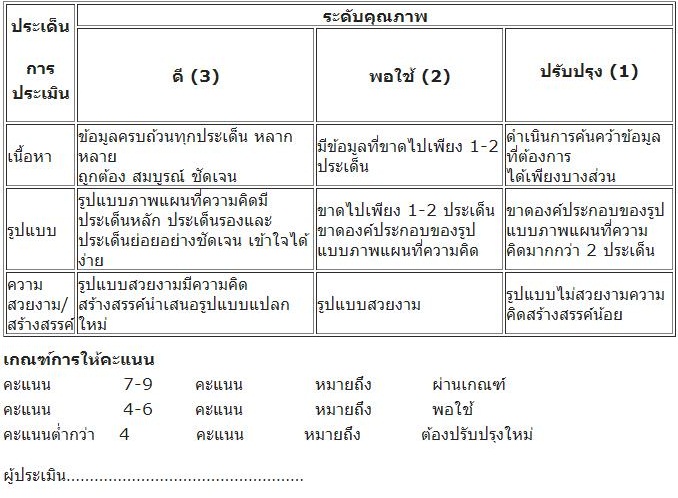 ประเด็น
การ
ประเมิน
ระดับคุณภาพ
ดี (3)
พอใช้ (2)
ปรับปรุง (1)
เนื้อหา
ข้อมูลครบถ้วนทุกประเด็น หลาก
หลาย
ถูกต้อง สมบูรณ์ ชัดเจน
มีข้อมูลที่ขาดไปเพียง 1-2
ประเด็น
ดำเนินการค้นคว้าข้อมูล
ที่ต้องการ
ได้เพียงบางส่วน
รูปแบบ
รูปแบบภาพแผนที่ความคิดมี
ประเด็นหลัก ประเด็นรองและ
ประเด็นย่อยอย่างชัดเจน เข้าใจได้
ง่าย
ขาดไปเพียง 1-2 ประเด็น
ขาดองค์ประกอบของรูป
แบบภาพแผนที่ความคิด
ขาดองค์ประกอบของรูป
แบบภาพแผนที่ความ
คิดมากกว่า 2 ประเด็น
ความ
สวยงาม/
สร้างสรรค์
รูปแบบสวยงามมีความคิด
สร้างสรรค์นำเสนอรูปแบบแปลก
ใหม่
รูปแบบสวยงาม
รูปแบบไม่สวยงามความ
คิดสร้างสรรค์น้อย
เกณฑ์การให้คะแนน
คะแนน 7-9 คะแนน หมายถึง ผ่านเกณฑ์
คะแนน 4-6 คะแนน หมายถึง พอใช้
คะแนนต่ำกว่า 4 คะแนน หมายถึง ต้องปรับปรุงใหม่
ผู้ประเมิน...................................................